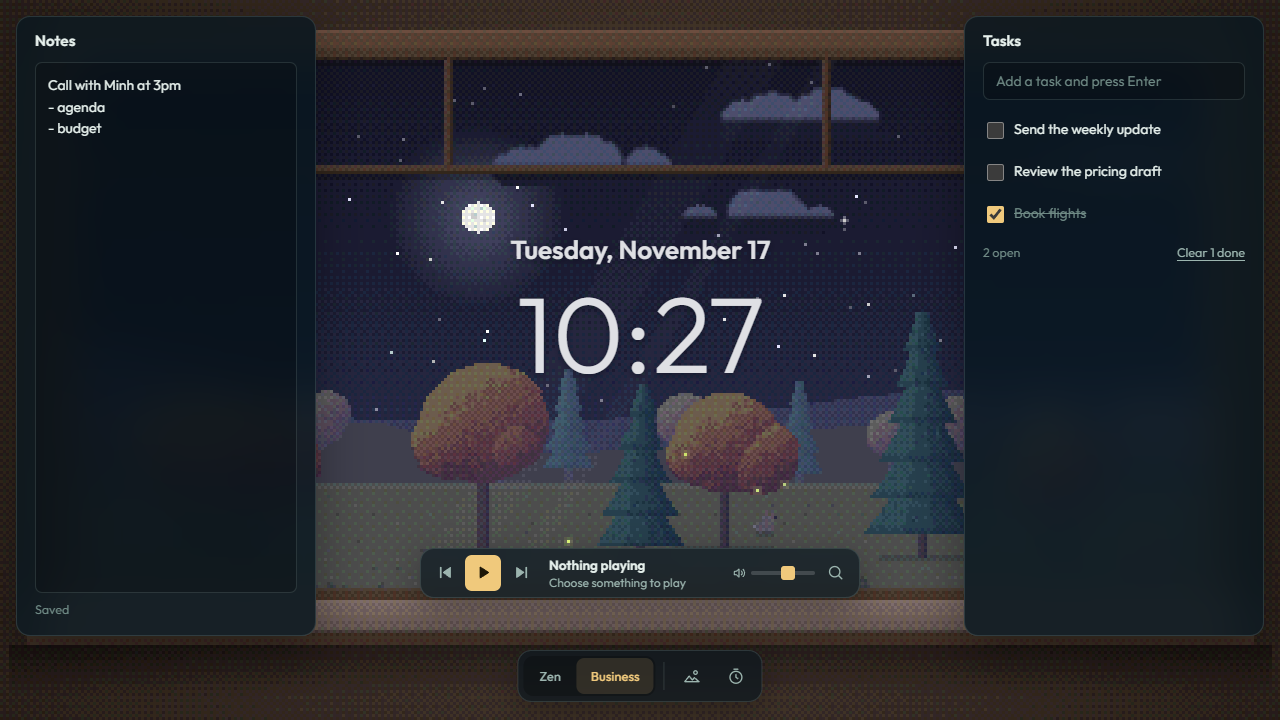 Notes
Call with Minh at 3pm
- agenda
- budget
Saved
Tuesday, November 17
10:27
Nothing playing
Choose something to play
Zen
Business
Tasks
Add a task and press Enter
Send the weekly update
Review the pricing draft
Book flights
2 open
Clear 1 done